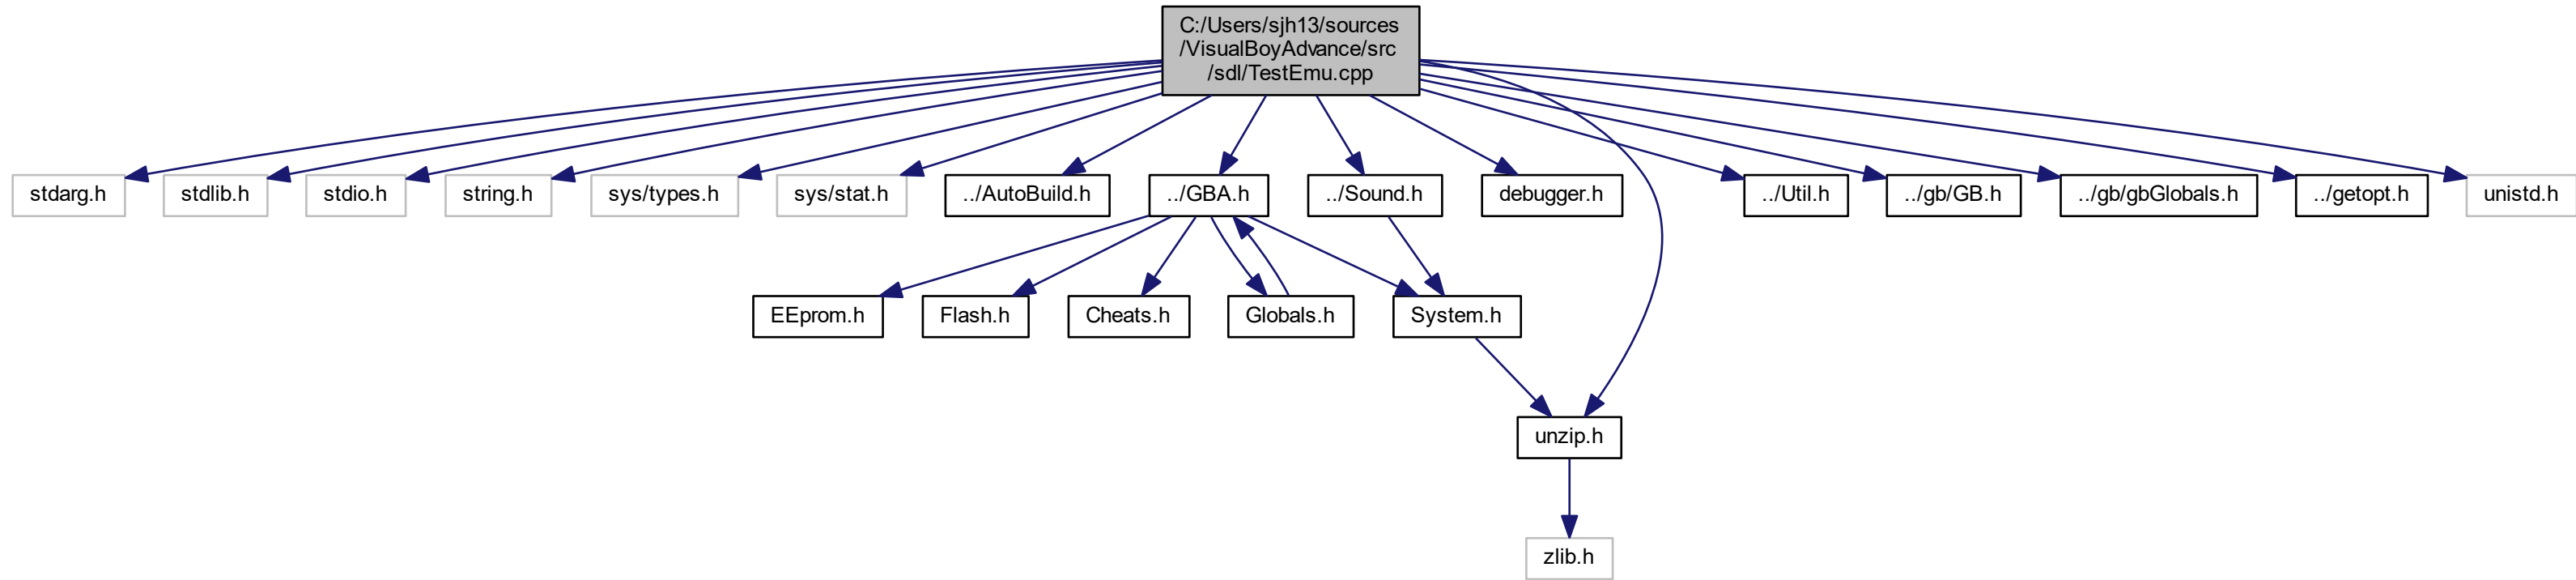 C:/Users/sjh13/sources
/VisualBoyAdvance/src
/sdl/TestEmu.cpp
stdarg.h
stdlib.h
stdio.h
string.h
sys/types.h
sys/stat.h
../AutoBuild.h
../GBA.h
../Sound.h
debugger.h
../Util.h
../gb/GB.h
../gb/gbGlobals.h
../getopt.h
unistd.h
EEprom.h
Flash.h
Cheats.h
Globals.h
System.h
unzip.h
zlib.h